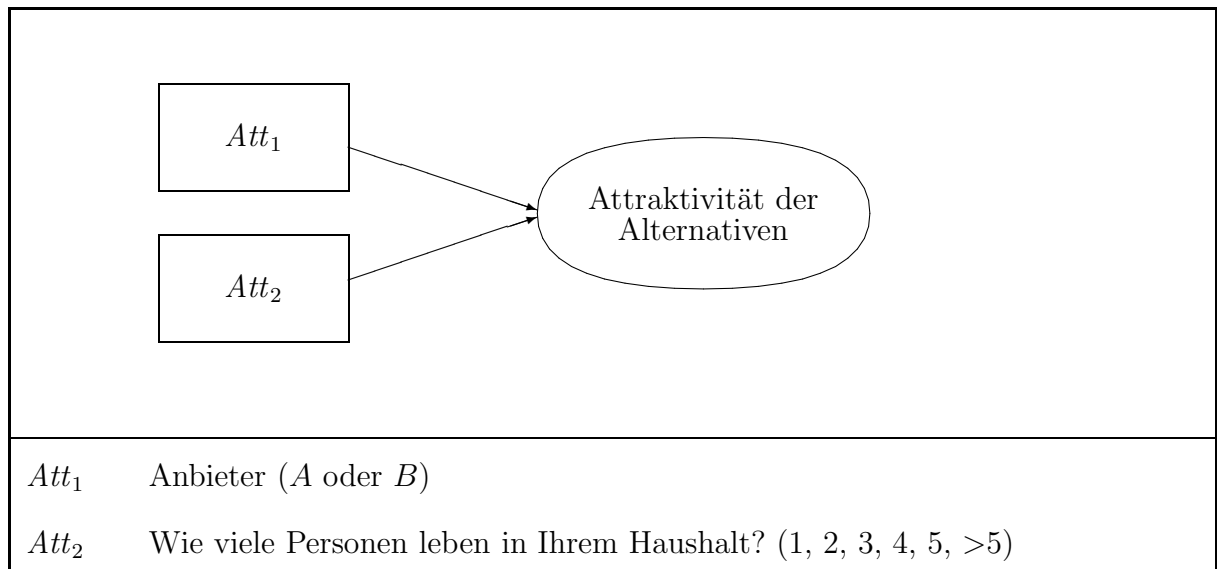 Att₁
Attraktivität der
Alternativen
Att₂
Att₁ Anbieter (A oder B)
Att₂ Wie viele Personen leben in Ihrem Haushalt? (1, 2, 3, 4, 5, >5)